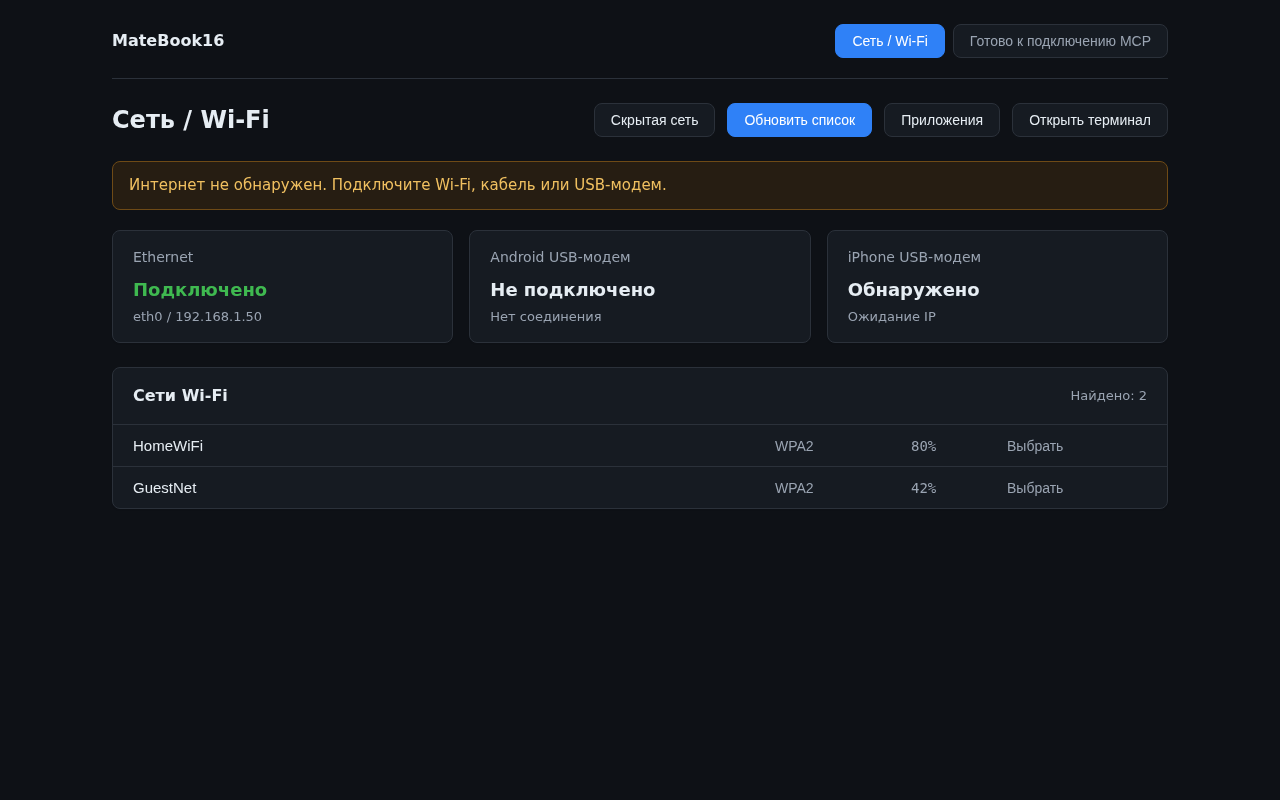 MateBook16
Сеть / Wi-Fi
Готово к подключению MCP
Сеть / Wi-Fi
Скрытая сеть
Обновить список
Приложения
Открыть терминал
Интернет не обнаружен. Подключите Wi-Fi, кабель или USB-модем.
Ethernet
Подключено
eth0 / 192.168.1.50
Android USB-модем
Не подключено
Нет соединения
iPhone USB-модем
Обнаружено
Ожидание IP
Сети Wi-Fi
Найдено: 2
HomeWiFi WPA2 80% Выбрать
GuestNet WPA2 42% Выбрать